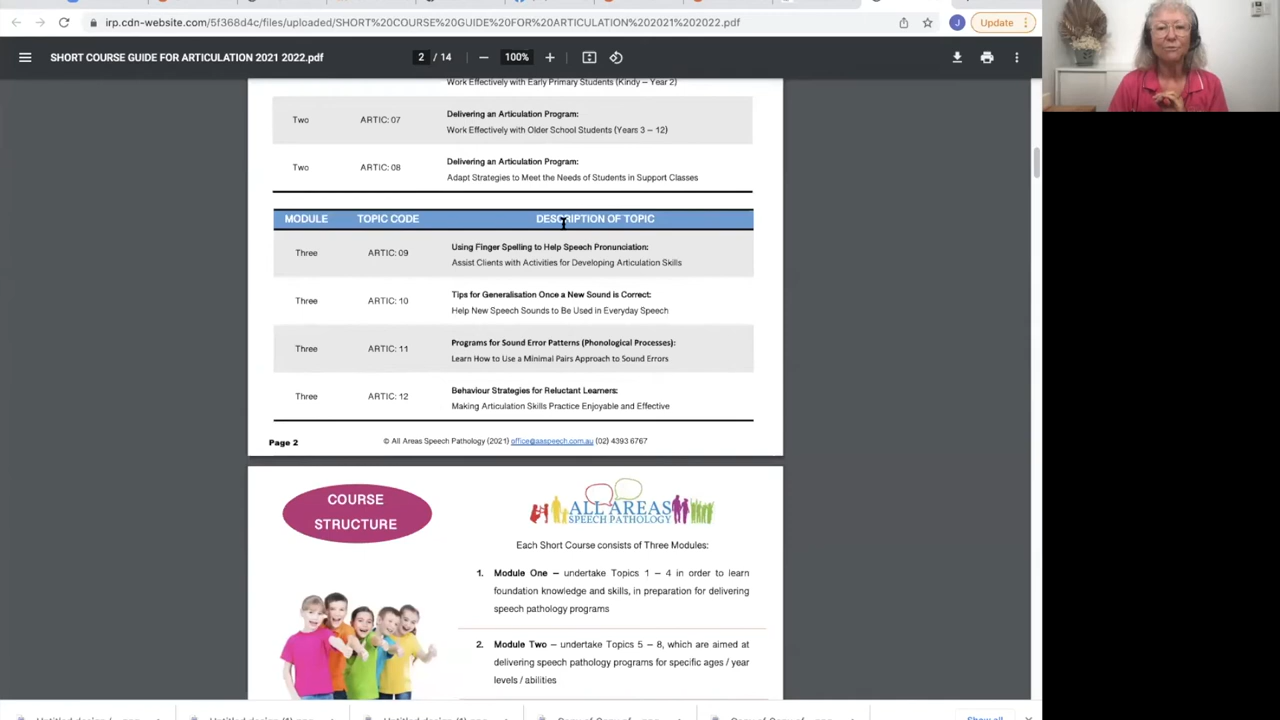 irp.cdn-website.com/5f368d4c/files/uploaded/SHORT%20COURSE%20GUIDE%20FOR%20ARTICULATION%202021%202022.pdf
J
Update
SHORT COURSE GUIDE FOR ARTICULATION 2021 2022.pdf
2 / 14
100%
Work Effectively with Early Primary Students (Kindy – Year 2)
Two ARTIC: 07 Delivering an Articulation Program:
Work Effectively with Older School Students (Years 3 – 12)
Two ARTIC: 08 Delivering an Articulation Program:
Adapt Strategies to Meet the Needs of Students in Support Classes
MODULE TOPIC CODE DESCRIPTION OF TOPIC
Three ARTIC: 09 Using Finger Spelling to Help Speech Pronunciation:
Assist Clients with Activities for Developing Articulation Skills
Three ARTIC: 10 Tips for Generalisation Once a New Sound is Correct:
Help New Speech Sounds to Be Used in Everyday Speech
Three ARTIC: 11 Programs for Sound Error Patterns (Phonological Processes):
Learn How to Use a Minimal Pairs Approach to Sound Errors
Three ARTIC: 12 Behaviour Strategies for Reluctant Learners:
Making Articulation Skills Practice Enjoyable and Effective
Page 2 © All Areas Speech Pathology (2021) office@aaspeech.com.au (02) 4393 6767
COURSE
STRUCTURE
ALL AREAS
SPEECH PATHOLOGY
Each Short Course consists of Three Modules:
1. Module One – undertake Topics 1 – 4 in order to learn
foundation knowledge and skills, in preparation for delivering
speech pathology programs
2. Module Two – undertake Topics 5 – 8, which are aimed at
delivering speech pathology programs for specific ages / year
levels / abilities